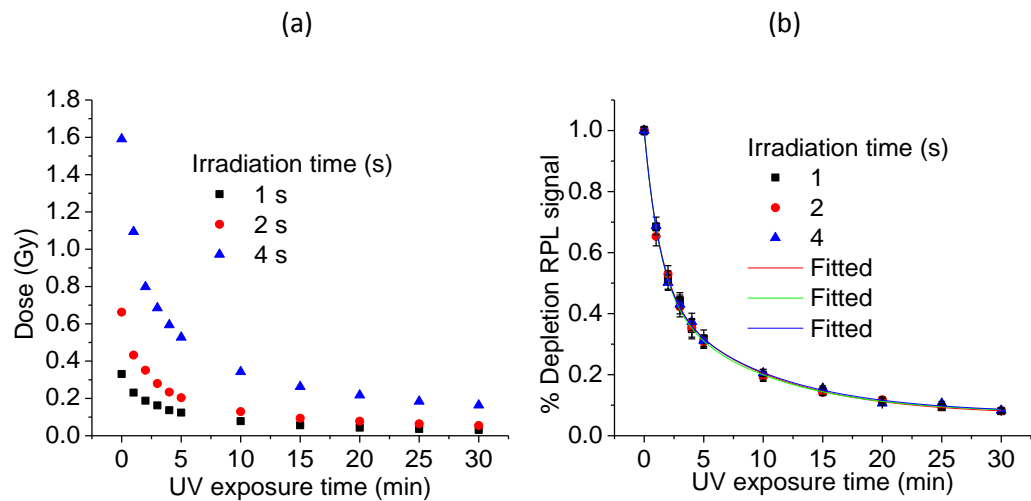 (a)
(b)
1.8
1.6
1.4
1.2
1.0
0.8
0.6
0.4
0.2
0.0
Dose (Gy)
Irradiation time (s)
1 s
2 s
4 s
0 5 10 15 20 25 30
UV exposure time (min)
1.0
0.8
0.6
0.4
0.2
0.0
% Depletion RPL signal
Irradiation time (s)
1
2
4
Fitted
Fitted
Fitted
0 5 10 15 20 25 30
UV exposure time (min)